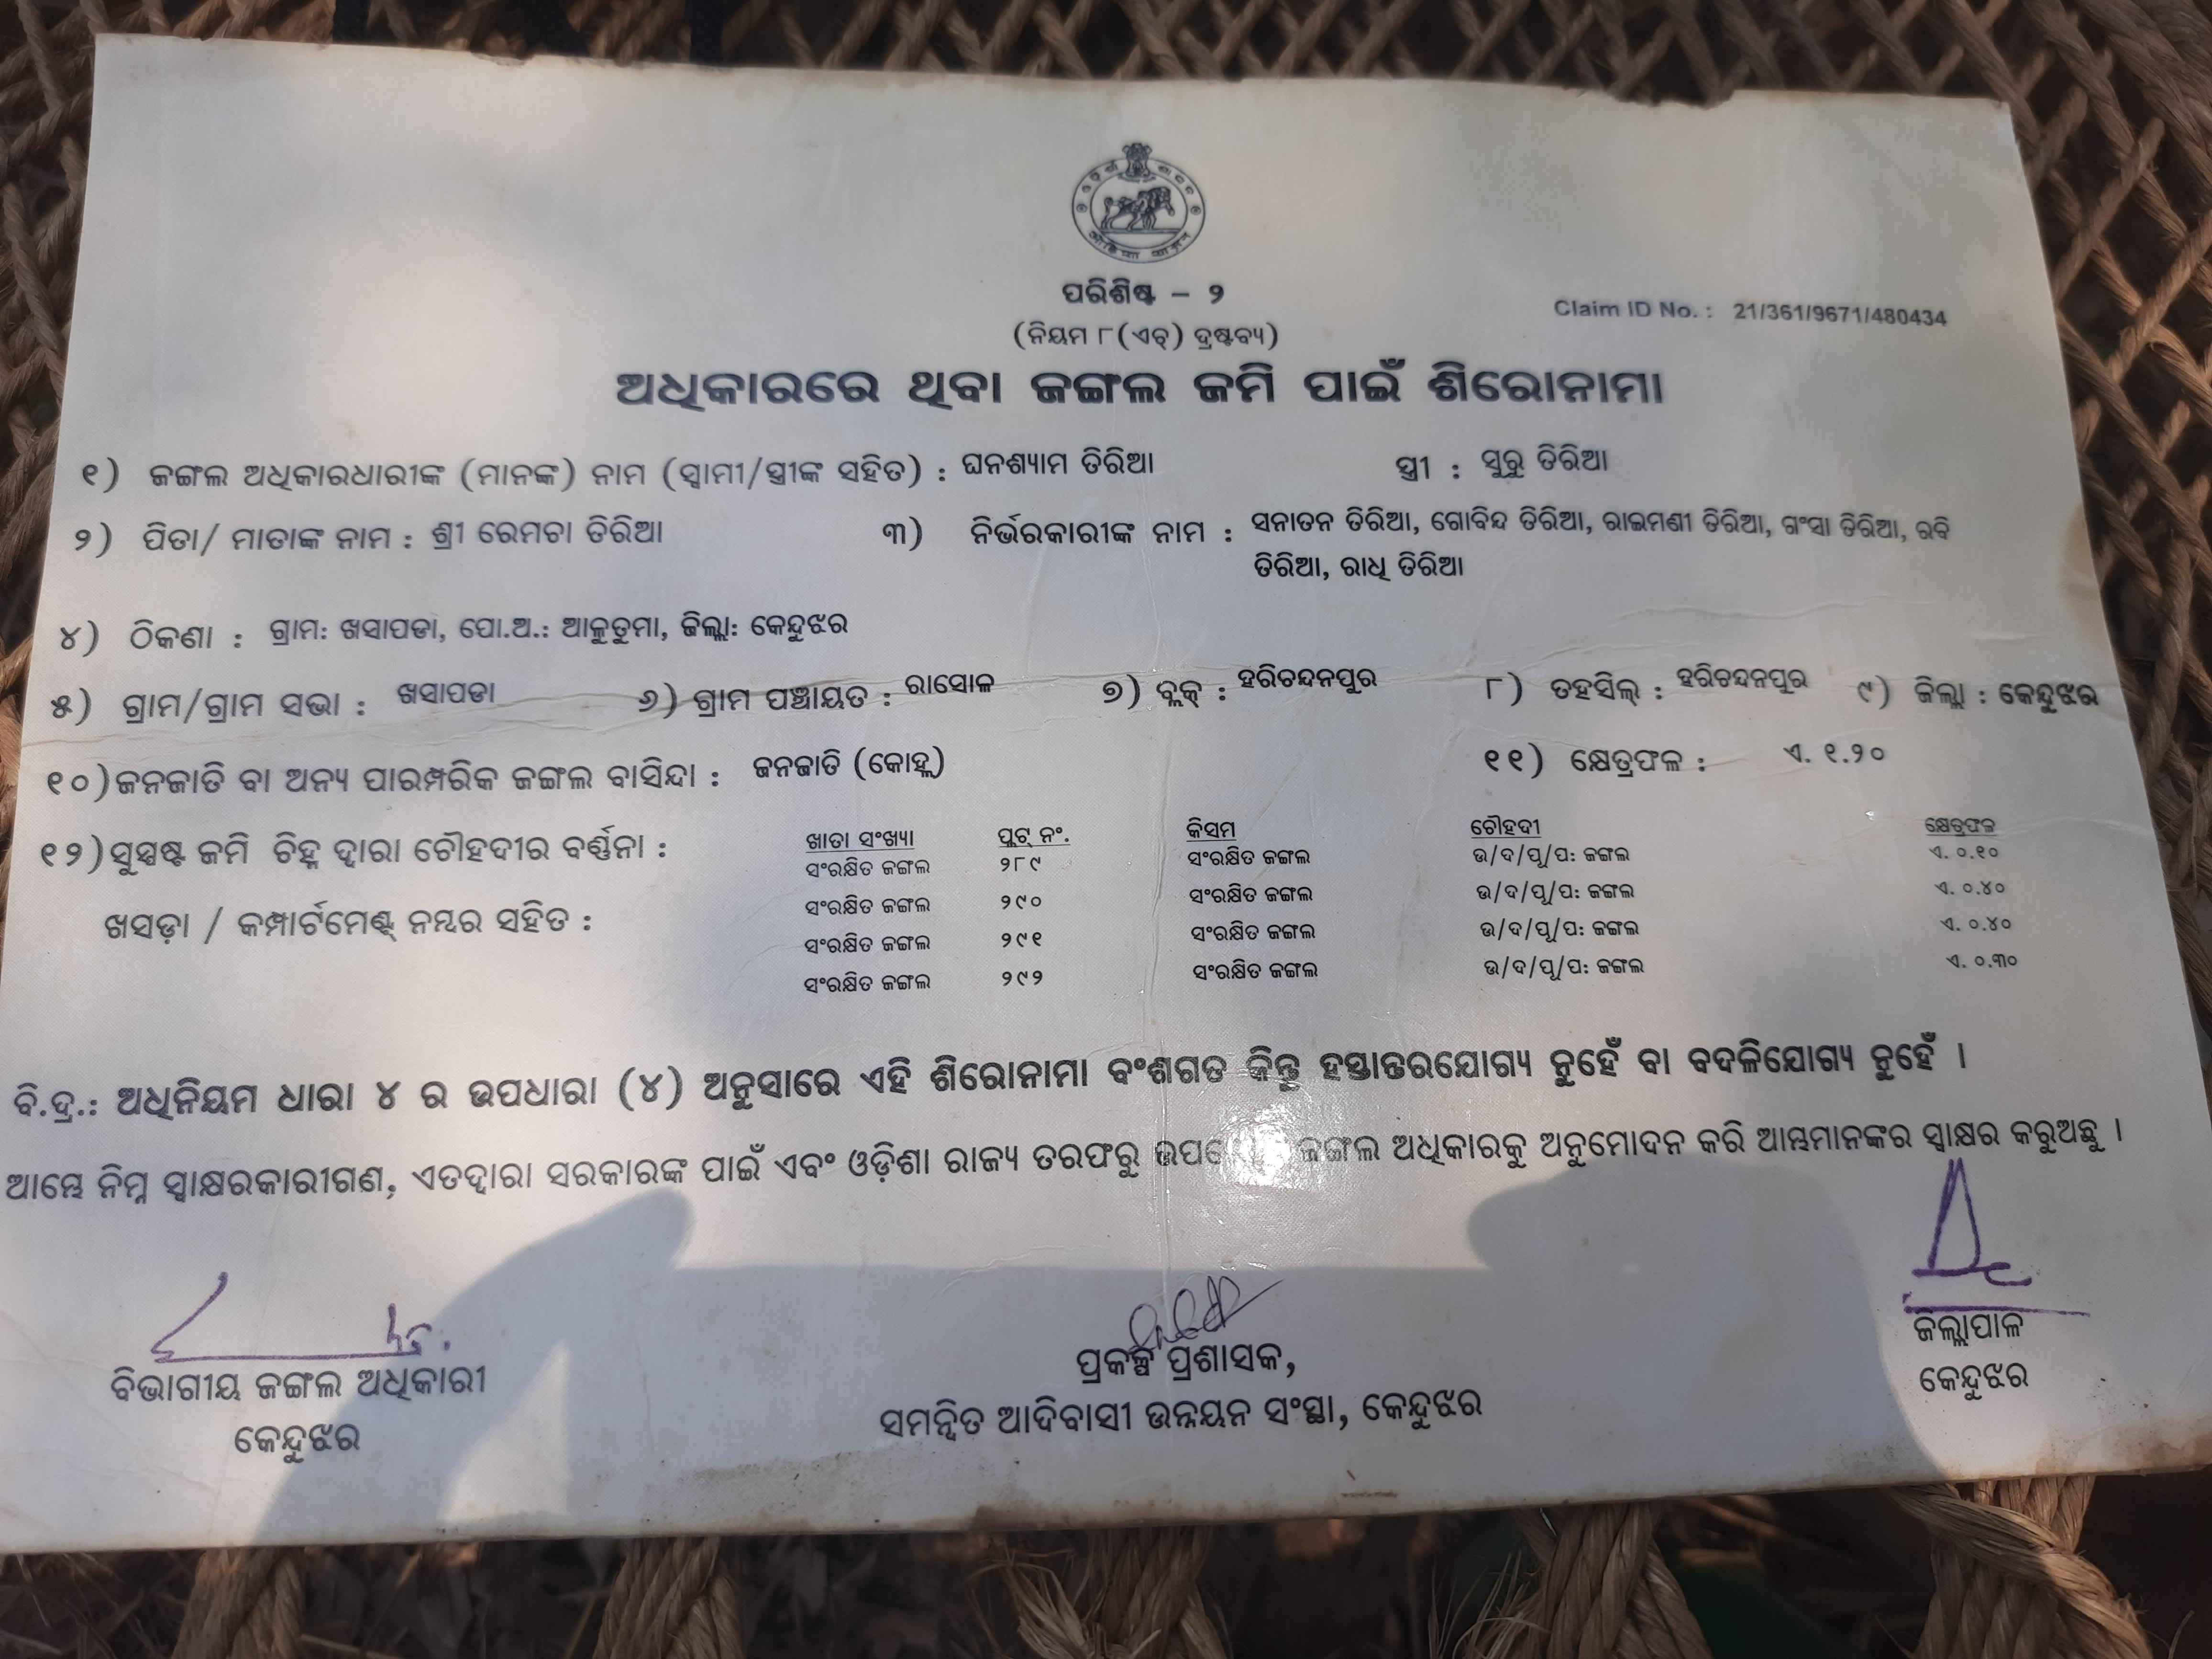 ପରିଶିଷ୍ଟ – ୨
(ନିୟମ ୮(ଏଚ୍) ଦ୍ରଷ୍ଟବ୍ୟ)
Claim ID No. : 21/361/9671/480434
ଅଧିକାରରେ ଥିବା ଜଙ୍ଗଲ ଜମି ପାଇଁ ଶିରୋନାମା
୧) ଜଙ୍ଗଲ ଅଧିକାରଧାରୀଙ୍କ (ମାନଙ୍କ) ନାମ (ସ୍ୱାମୀ/ସ୍ତ୍ରୀଙ୍କ ସହିତ) : ଘନଶ୍ୟାମ ତିରିଆ ସ୍ତ୍ରୀ : ସୁରୁ ତିରିଆ
୨) ପିତା/ ମାତାଙ୍କ ନାମ : ଶ୍ରୀ ରେମଚା ତିରିଆ ୩) ନିର୍ଭରକାରୀଙ୍କ ନାମ : ସନାତନ ତିରିଆ, ଗୋବିନ୍ଦ ତିରିଆ, ରାଇମଣୀ ତିରିଆ, ଗଂସା ତିରିଆ, ରବି
ତିରିଆ, ରାଧି ତିରିଆ
୪) ଠିକଣା : ଗ୍ରାମ: ଖସାପଡା, ପୋ.ଅ.: ଆଳୁତୁମା, ଜିଲ୍ଲା: କେନ୍ଦୁଝର
୫) ଗ୍ରାମ/ଗ୍ରାମ ସଭା : ଖସାପଡା ୬) ଗ୍ରାମ ପଞ୍ଚାୟତ : ରାସୋଳ ୭) ବ୍ଲକ୍ : ହରିଚନ୍ଦନପୁର ୮) ତହସିଲ୍ : ହରିଚନ୍ଦନପୁର ୯) ଜିଲ୍ଲା : କେନ୍ଦୁଝର
୧୦)ଜନଜାତି ବା ଅନ୍ୟ ପାରମ୍ପରିକ ଜଙ୍ଗଲ ବାସିନ୍ଦା : ଜନଜାତି (କୋହ୍ଲ) ୧୧) କ୍ଷେତ୍ରଫଳ : ଏ. ୧.୨୦
୧୨)ସୁସ୍ପଷ୍ଟ ଜମି ଚିହ୍ନ ଦ୍ୱାରା ଚୌହଦୀର ବର୍ଣ୍ଣନା : ଖାତା ସଂଖ୍ୟା ପ୍ଲଟ୍ ନଂ. କିସମ ଚୌହଦୀ କ୍ଷେତ୍ରଫଳ
ସଂରକ୍ଷିତ ଜଙ୍ଗଲ ୨୮୯ ସଂରକ୍ଷିତ ଜଙ୍ଗଲ ଉ/ଦ/ପୂ/ପ: ଜଙ୍ଗଲ ଏ. ୦.୧୦
ଖସଡ଼ା / କମ୍ପାର୍ଟମେଣ୍ଟ୍ ନମ୍ବର ସହିତ : ସଂରକ୍ଷିତ ଜଙ୍ଗଲ ୨୯୦ ସଂରକ୍ଷିତ ଜଙ୍ଗଲ ଉ/ଦ/ପୂ/ପ: ଜଙ୍ଗଲ ଏ. ୦.୪୦
ସଂରକ୍ଷିତ ଜଙ୍ଗଲ ୨୯୧ ସଂରକ୍ଷିତ ଜଙ୍ଗଲ ଉ/ଦ/ପୂ/ପ: ଜଙ୍ଗଲ ଏ. ୦.୪୦
ସଂରକ୍ଷିତ ଜଙ୍ଗଲ ୨୯୨ ସଂରକ୍ଷିତ ଜଙ୍ଗଲ ଉ/ଦ/ପୂ/ପ: ଜଙ୍ଗଲ ଏ. ୦.୩୦
ବି.ଦ୍ର.: ଅଧିନିୟମ ଧାରା ୪ ର ଉପଧାରା (୪) ଅନୁସାରେ ଏହି ଶିରୋନାମା ବଂଶଗତ କିନ୍ତୁ ହସ୍ତାନ୍ତରଯୋଗ୍ୟ ନୁହେଁ ବା ବଦଳିଯୋଗ୍ୟ ନୁହେଁ ।
ଆମ୍ଭେ ନିମ୍ନ ସ୍ୱାକ୍ଷରକାରୀଗଣ, ଏତଦ୍ୱାରା ସରକାରଙ୍କ ପାଇଁ ଏବଂ ଓଡ଼ିଶା ରାଜ୍ୟ ତରଫରୁ ଜଙ୍ଗଲ ଅଧିକାରକୁ ଅନୁମୋଦନ କରି ଆମ୍ଭମାନଙ୍କର ସ୍ୱାକ୍ଷର କରୁଅଛୁ ।
ବିଭାଗୀୟ ଜଙ୍ଗଲ ଅଧିକାରୀ
କେନ୍ଦୁଝର
ପ୍ରକଳ୍ପ ପ୍ରଶାସକ,
ସମନ୍ୱିତ ଆଦିବାସୀ ଉନ୍ନୟନ ସଂସ୍ଥା, କେନ୍ଦୁଝର
ଜିଲ୍ଲାପାଳ
କେନ୍ଦୁଝର